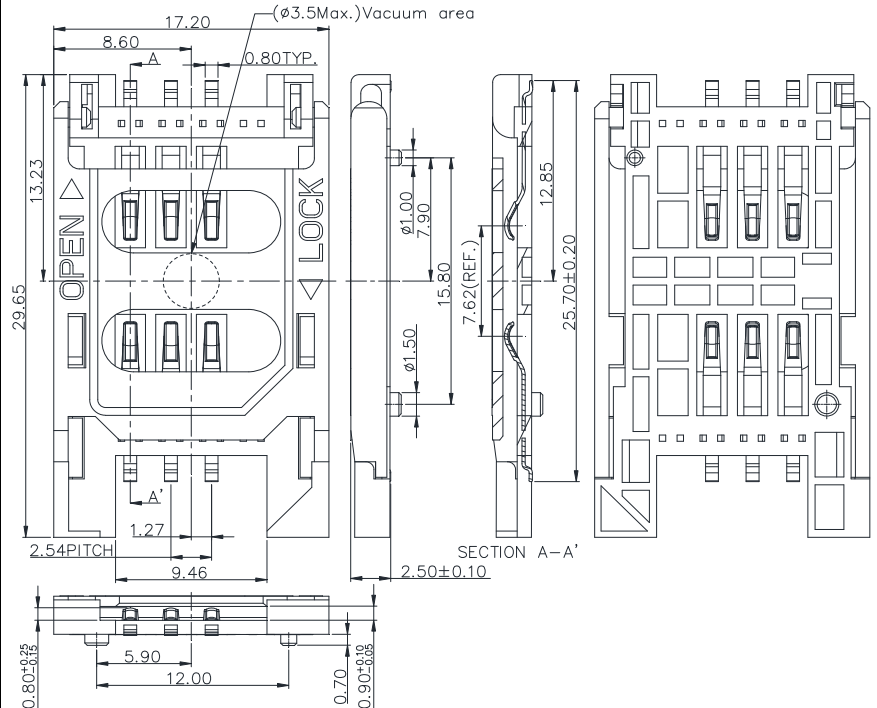 (ø3.5Max.)Vacuum area
17.20
8.60
A
0.80TYP.
13.23
29.65
OPEN
LOCK
ø1.00
7.90
15.80
ø1.50
7.62(REF.)
12.85
25.70±0.20
A'
1.27
2.54PITCH
9.46
2.50±0.10
SECTION A-A'
0.80+0.25-0.15
5.90
12.00
0.70
0.90+0.10-0.05